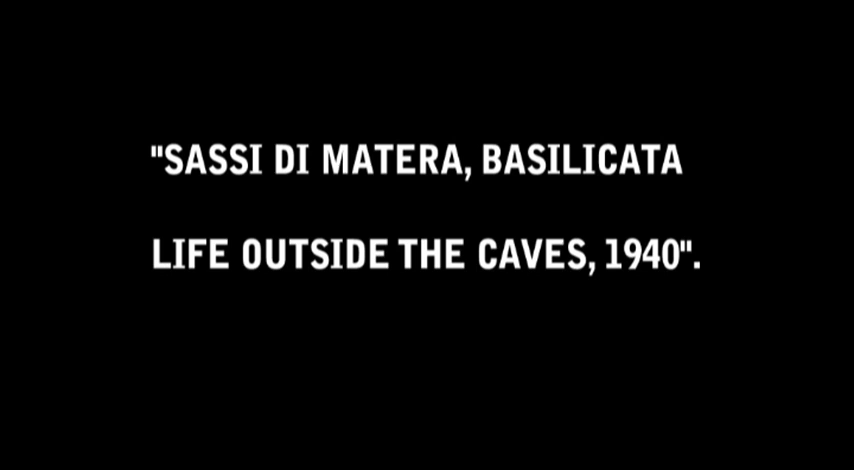 "SASSI DI MATERA, BASILICATA
LIFE OUTSIDE THE CAVES, 1940".